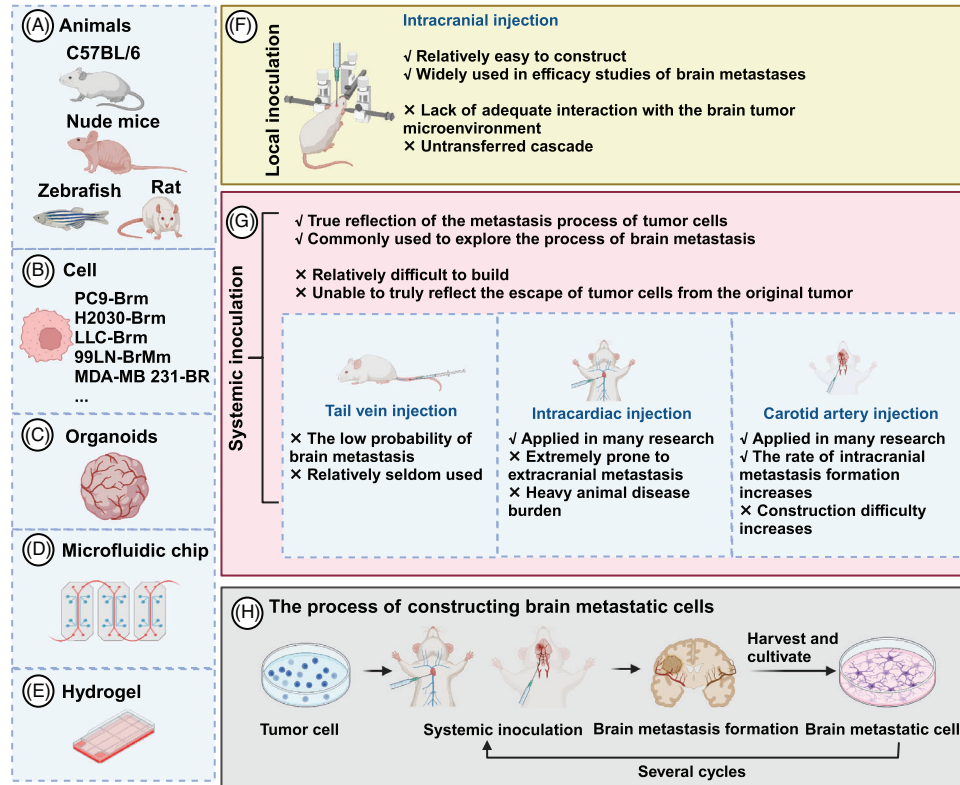 (A) Animals
C57BL/6
Nude mice
Zebrafish
Rat
(B) Cell
PC9-Brm
H2030-Brm
LLC-Brm
99LN-BrMm
MDA-MB 231-BR
...
(C) Organoids
(D) Microfluidic chip
(E) Hydrogel
(F)
Local inoculation
Intracranial injection
√ Relatively easy to construct
√ Widely used in efficacy studies of brain metastases
✕ Lack of adequate interaction with the brain tumor
microenvironment
✕ Untransferred cascade
(G)
Systemic inoculation
√ True reflection of the metastasis process of tumor cells
√ Commonly used to explore the process of brain metastasis
✕ Relatively difficult to build
✕ Unable to truly reflect the escape of tumor cells from the original tumor
Tail vein injection
✕ The low probability of
brain metastasis
✕ Relatively seldom used
Intracardiac injection
√ Applied in many research
✕ Extremely prone to
extracranial metastasis
✕ Heavy animal disease
burden
Carotid artery injection
√ Applied in many research
√ The rate of intracranial
metastasis formation
increases
✕ Construction difficulty
increases
(H) The process of constructing brain metastatic cells
Harvest and
cultivate
Tumor cell
Systemic inoculation
Brain metastasis formation
Brain metastatic cell
Several cycles